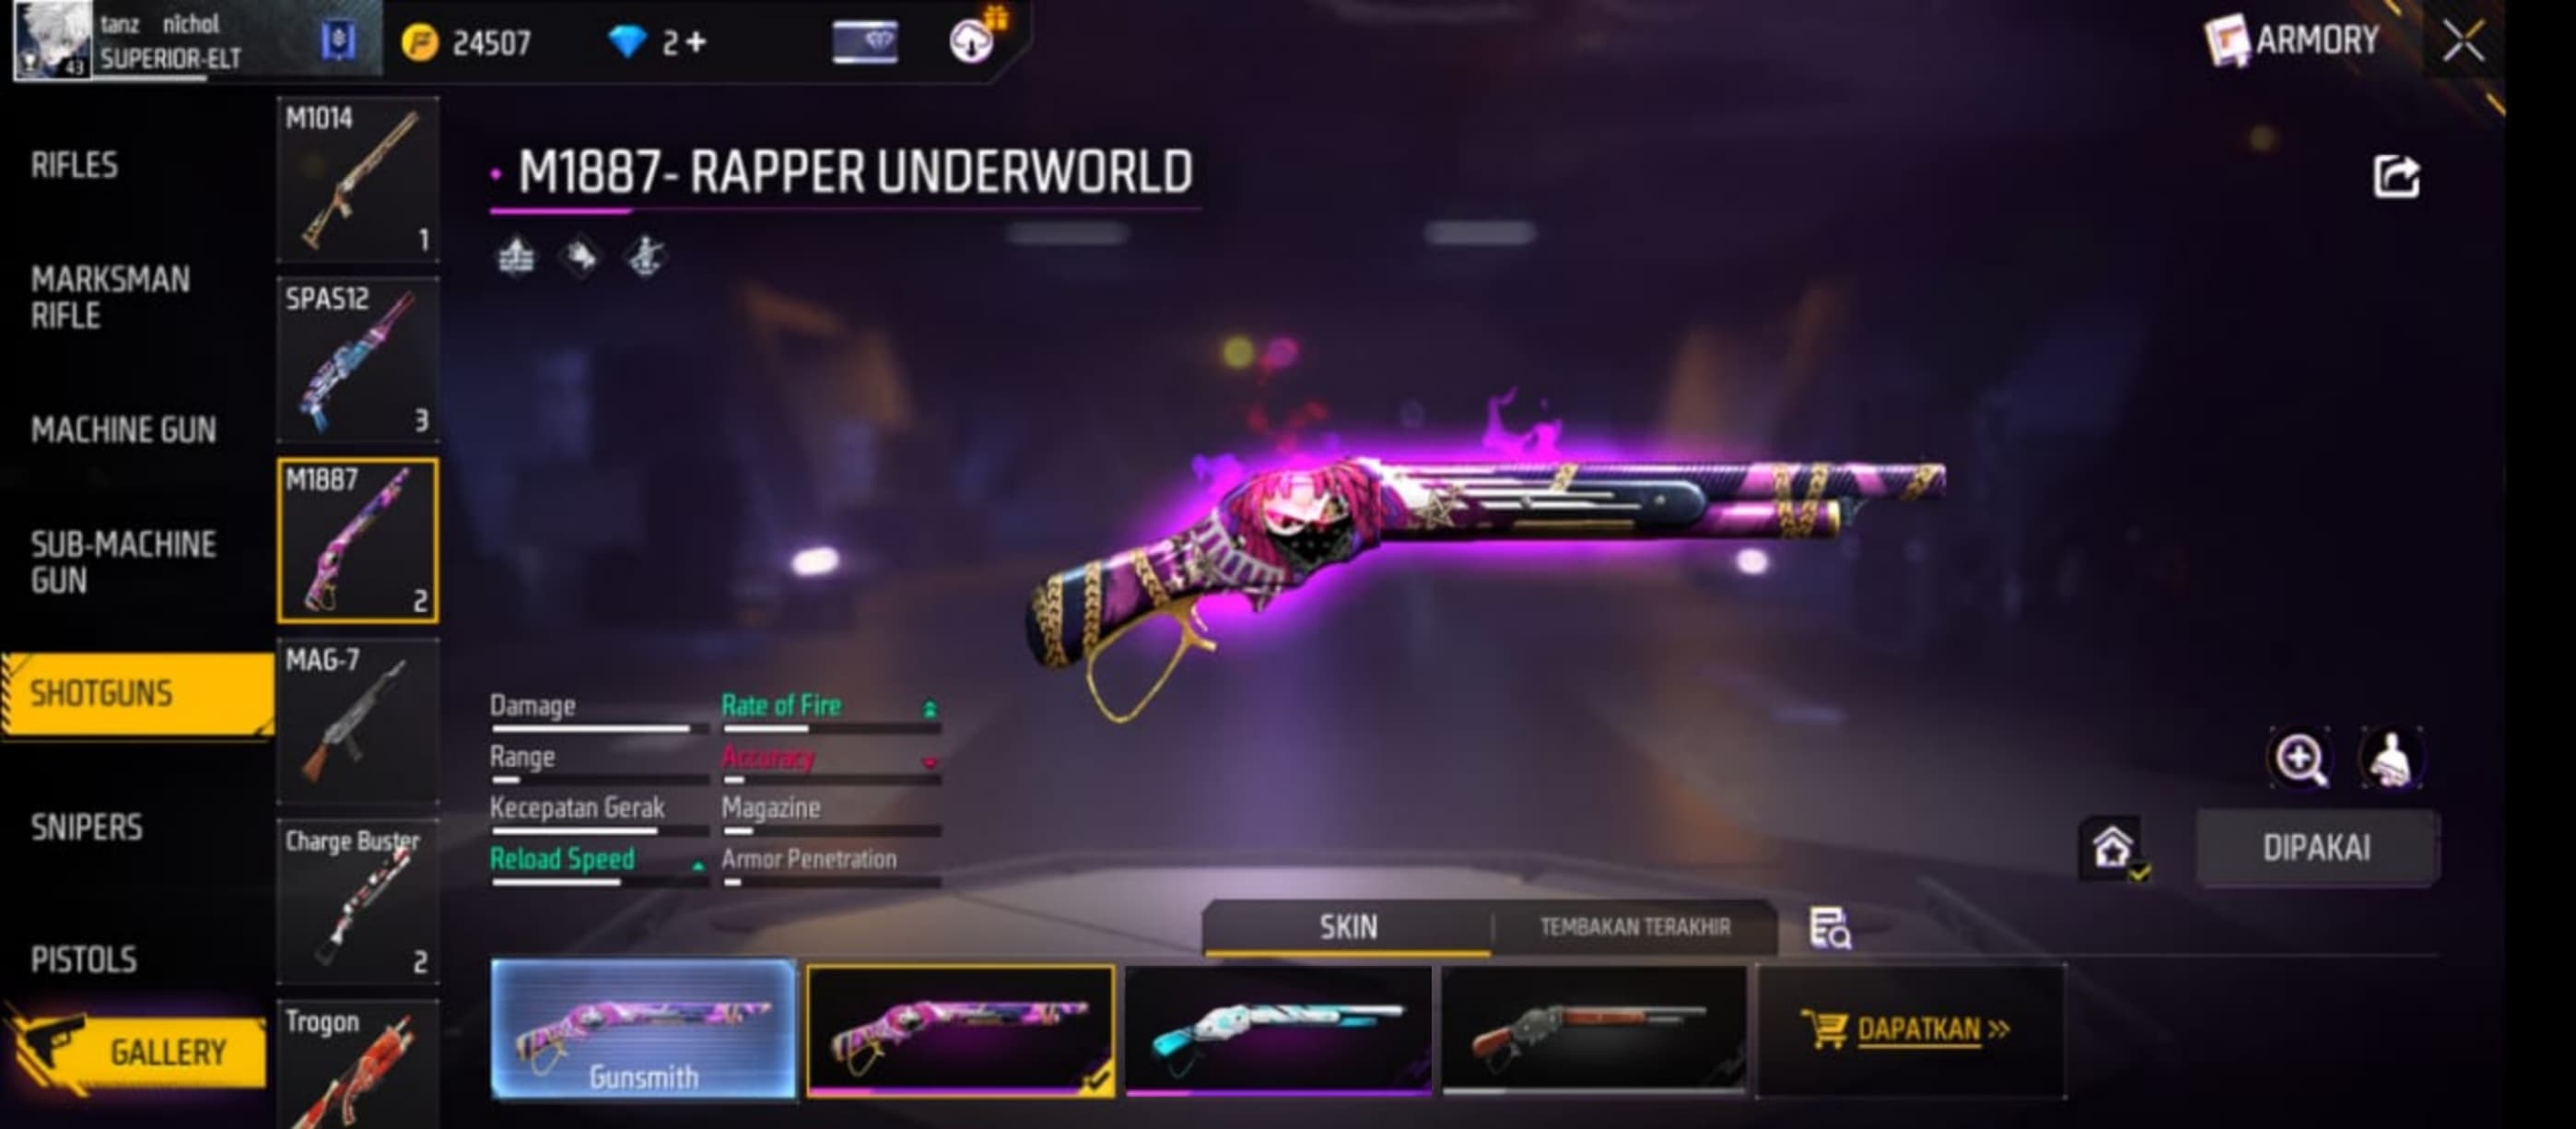 tanz nichol
SUPERIOR-ELT
43
24507
2+
ARMORY
RIFLES
MARKSMAN
RIFLE
MACHINE GUN
SUB-MACHINE
GUN
SHOTGUNS
SNIPERS
PISTOLS
GALLERY
M1014
1
SPAS12
3
M1887
2
MAG-7
Charge Buster
2
Trogon
M1887- RAPPER UNDERWORLD
Damage
Rate of Fire
Range
Accuracy
Kecepatan Gerak
Magazine
Reload Speed
Armor Penetration
DIPAKAI
SKIN
TEMBAKAN TERAKHIR
Gunsmith
DAPATKAN >>